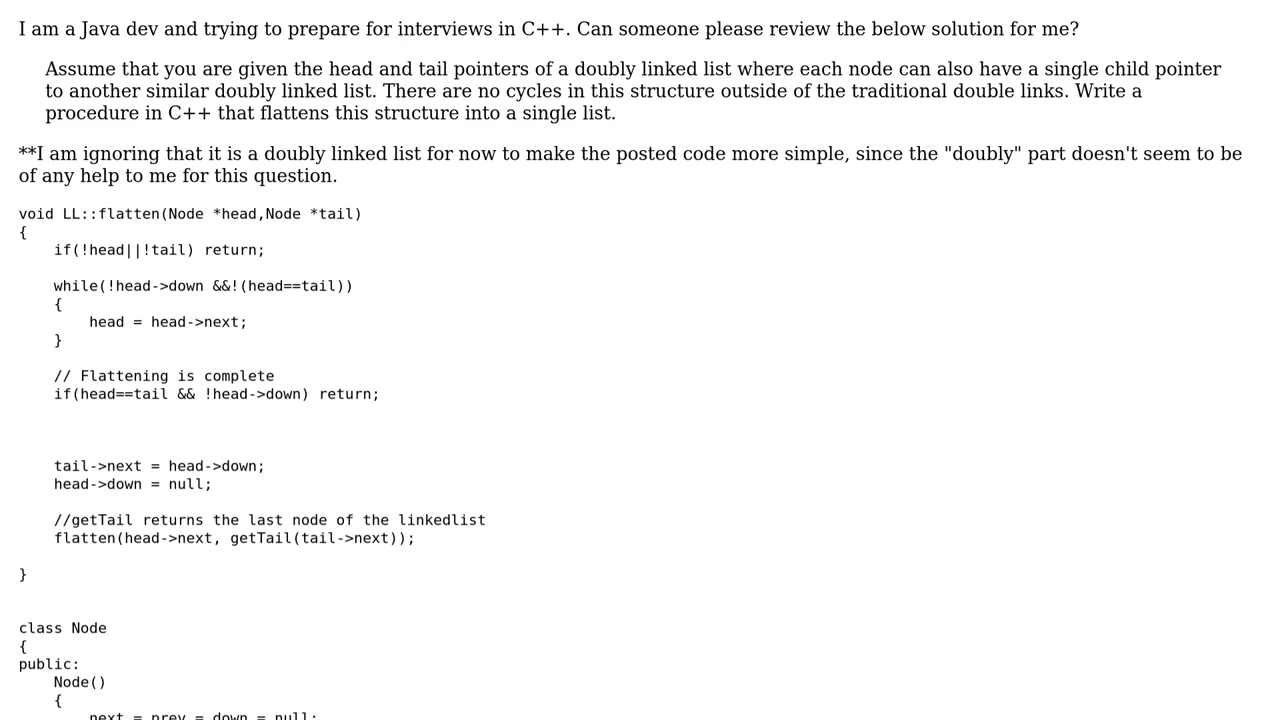 I am a Java dev and trying to prepare for interviews in C++. Can someone please review the below solution for me?
Assume that you are given the head and tail pointers of a doubly linked list where each node can also have a single child pointer
to another similar doubly linked list. There are no cycles in this structure outside of the traditional double links. Write a
procedure in C++ that flattens this structure into a single list.
**I am ignoring that it is a doubly linked list for now to make the posted code more simple, since the "doubly" part doesn't seem to be
of any help to me for this question.
void LL::flatten(Node *head,Node *tail)
{
    if(!head||!tail) return;
    while(!head->down &&!(head==tail))
    {
        head = head->next;
    }
    // Flattening is complete
    if(head==tail && !head->down) return;
    tail->next = head->down;
    head->down = null;
    //getTail returns the last node of the linkedlist
    flatten(head->next, getTail(tail->next));
}
class Node
{
public:
    Node()
    {
        next = prev = down = null;